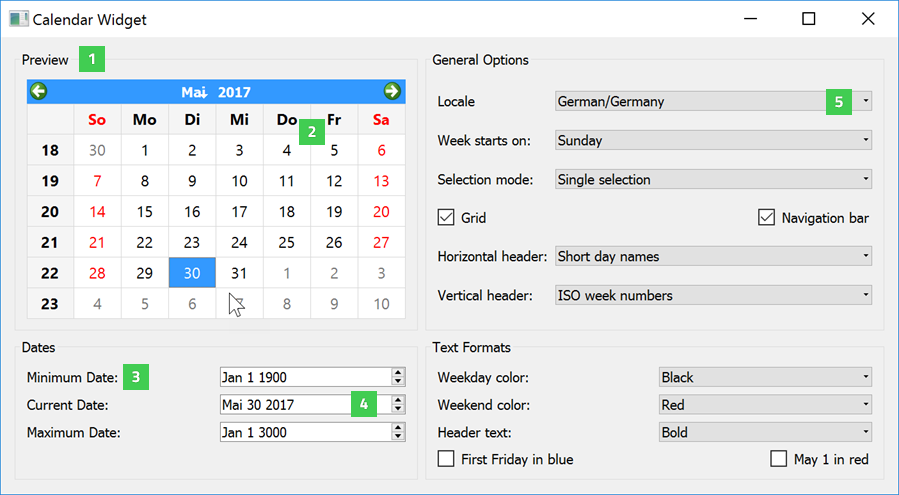 Calendar Widget
Preview 1
Mai 2017
So Mo Di Mi Do Fr Sa
2
18 30 1 2 3 4 5 6
19 7 8 9 10 11 12 13
20 14 15 16 17 18 19 20
21 21 22 23 24 25 26 27
22 28 29 30 31 1 2 3
23 4 5 6 7 8 9 10
General Options
Locale German/Germany 5
Week starts on: Sunday
Selection mode: Single selection
Grid Navigation bar
Horizontal header: Short day names
Vertical header: ISO week numbers
Dates
Minimum Date: 3 Jan 1 1900
Current Date: Mai 30 2017 4
Maximum Date: Jan 1 3000
Text Formats
Weekday color: Black
Weekend color: Red
Header text: Bold
First Friday in blue May 1 in red